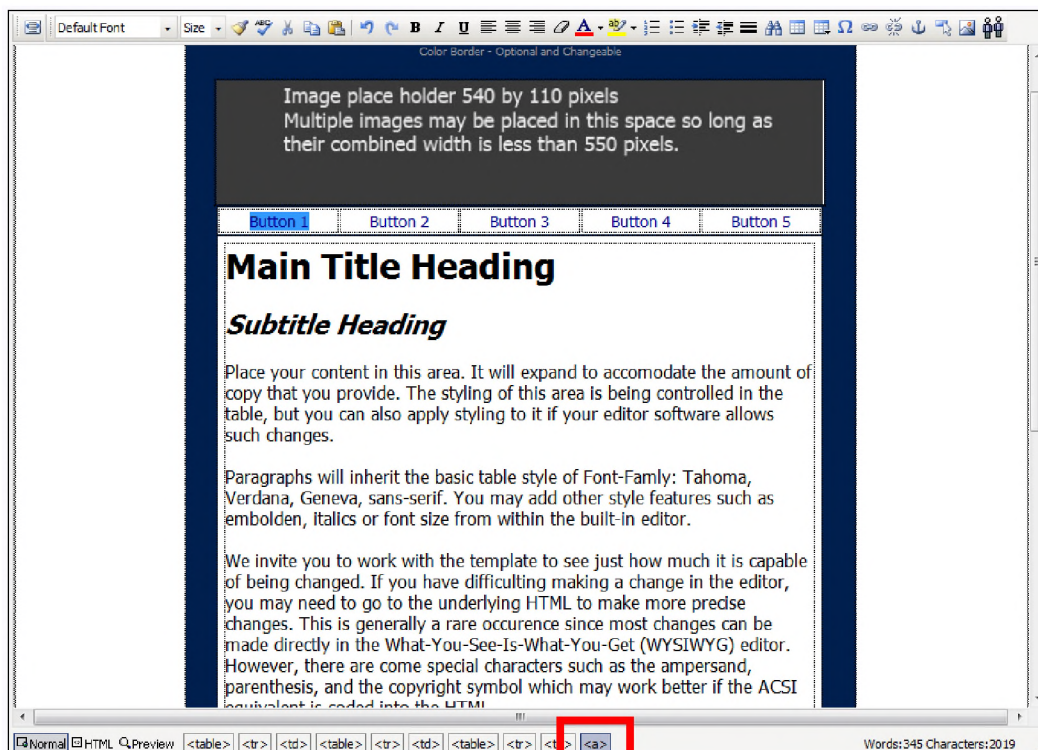 Default Font Size B I U A Ω
Color Border - Optional and Changeable
Image place holder 540 by 110 pixels
Multiple images may be placed in this space so long as
their combined width is less than 550 pixels.
Button 1 Button 2 Button 3 Button 4 Button 5
Main Title Heading
Subtitle Heading
Place your content in this area. It will expand to accomodate the amount of
copy that you provide. The styling of this area is being controlled in the
table, but you can also apply styling to it if your editor software allows
such changes.
Paragraphs will inherit the basic table style of Font-Famly: Tahoma,
Verdana, Geneva, sans-serif. You may add other style features such as
embolden, italics or font size from within the built-in editor.
We invite you to work with the template to see just how much it is capable
of being changed. If you have difficulting making a change in the editor,
you may need to go to the underlying HTML to make more precise
changes. This is generally a rare occurence since most changes can be
made directly in the What-You-See-Is-What-You-Get (WYSIWYG) editor.
However, there are come special characters such as the ampersand,
parenthesis, and the copyright symbol which may work better if the ACSI
equivalent is coded into the HTML
Normal HTML Preview <table> <tr> <td> <table> <tr> <td> <table> <tr> <a> Words:345 Characters:2019